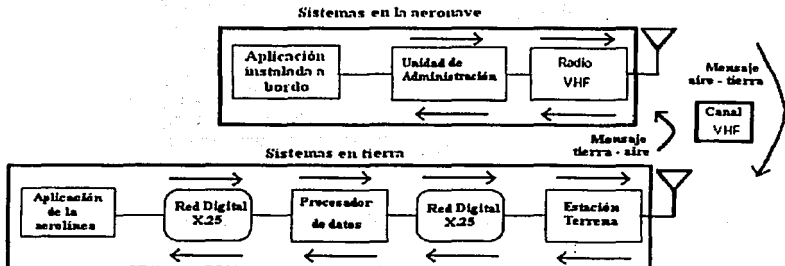 Sistemas en la aeronave
Aplicación
instalada a
bordo
Unidad de
Administración
Radio
VHF
Mensaje
aire - tierra
Canal
VHF
Mensaje
tierra - aire
Sistemas en tierra
Aplicación
de la
aerolínea
Red Digital
X.25
Procesador
de datos
Red Digital
X.25
Estación
Terrena